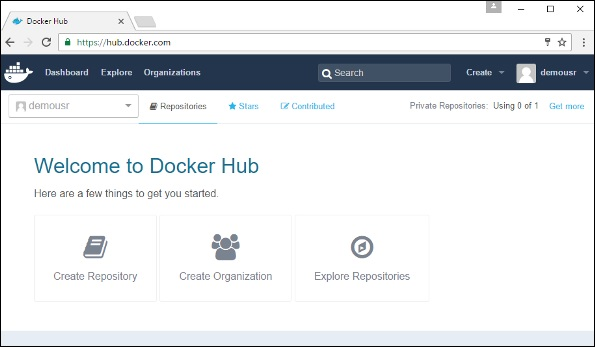 Docker Hub
https://hub.docker.com
Dashboard Explore Organizations Search Create demousr
demousr Repositories Stars Contributed Private Repositories: Using 0 of 1 Get more
Welcome to Docker Hub
Here are a few things to get you started.
Create Repository Create Organization Explore Repositories